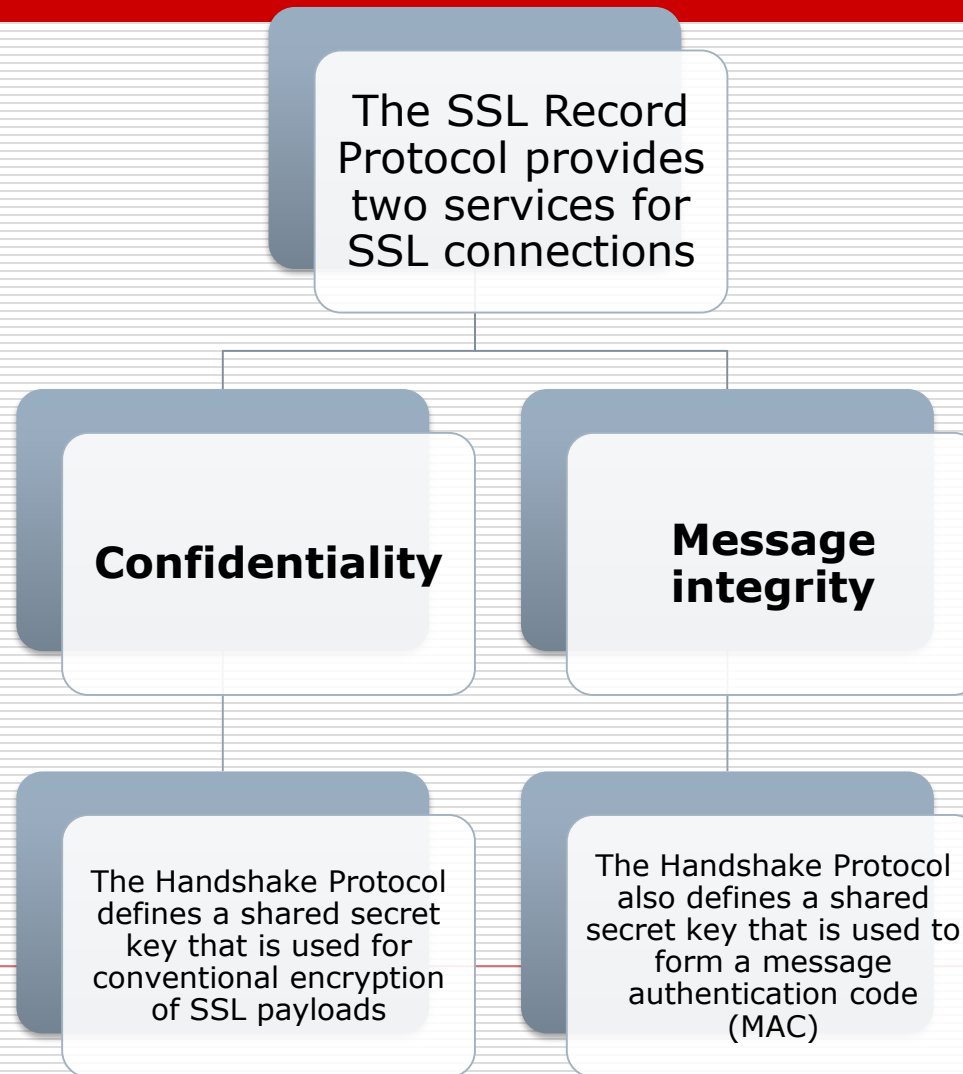 The SSL Record
Protocol provides
two services for
SSL connections
Confidentiality
Message
integrity
The Handshake Protocol
defines a shared secret
key that is used for
conventional encryption
of SSL payloads
The Handshake Protocol
also defines a shared
secret key that is used to
form a message
authentication code
(MAC)